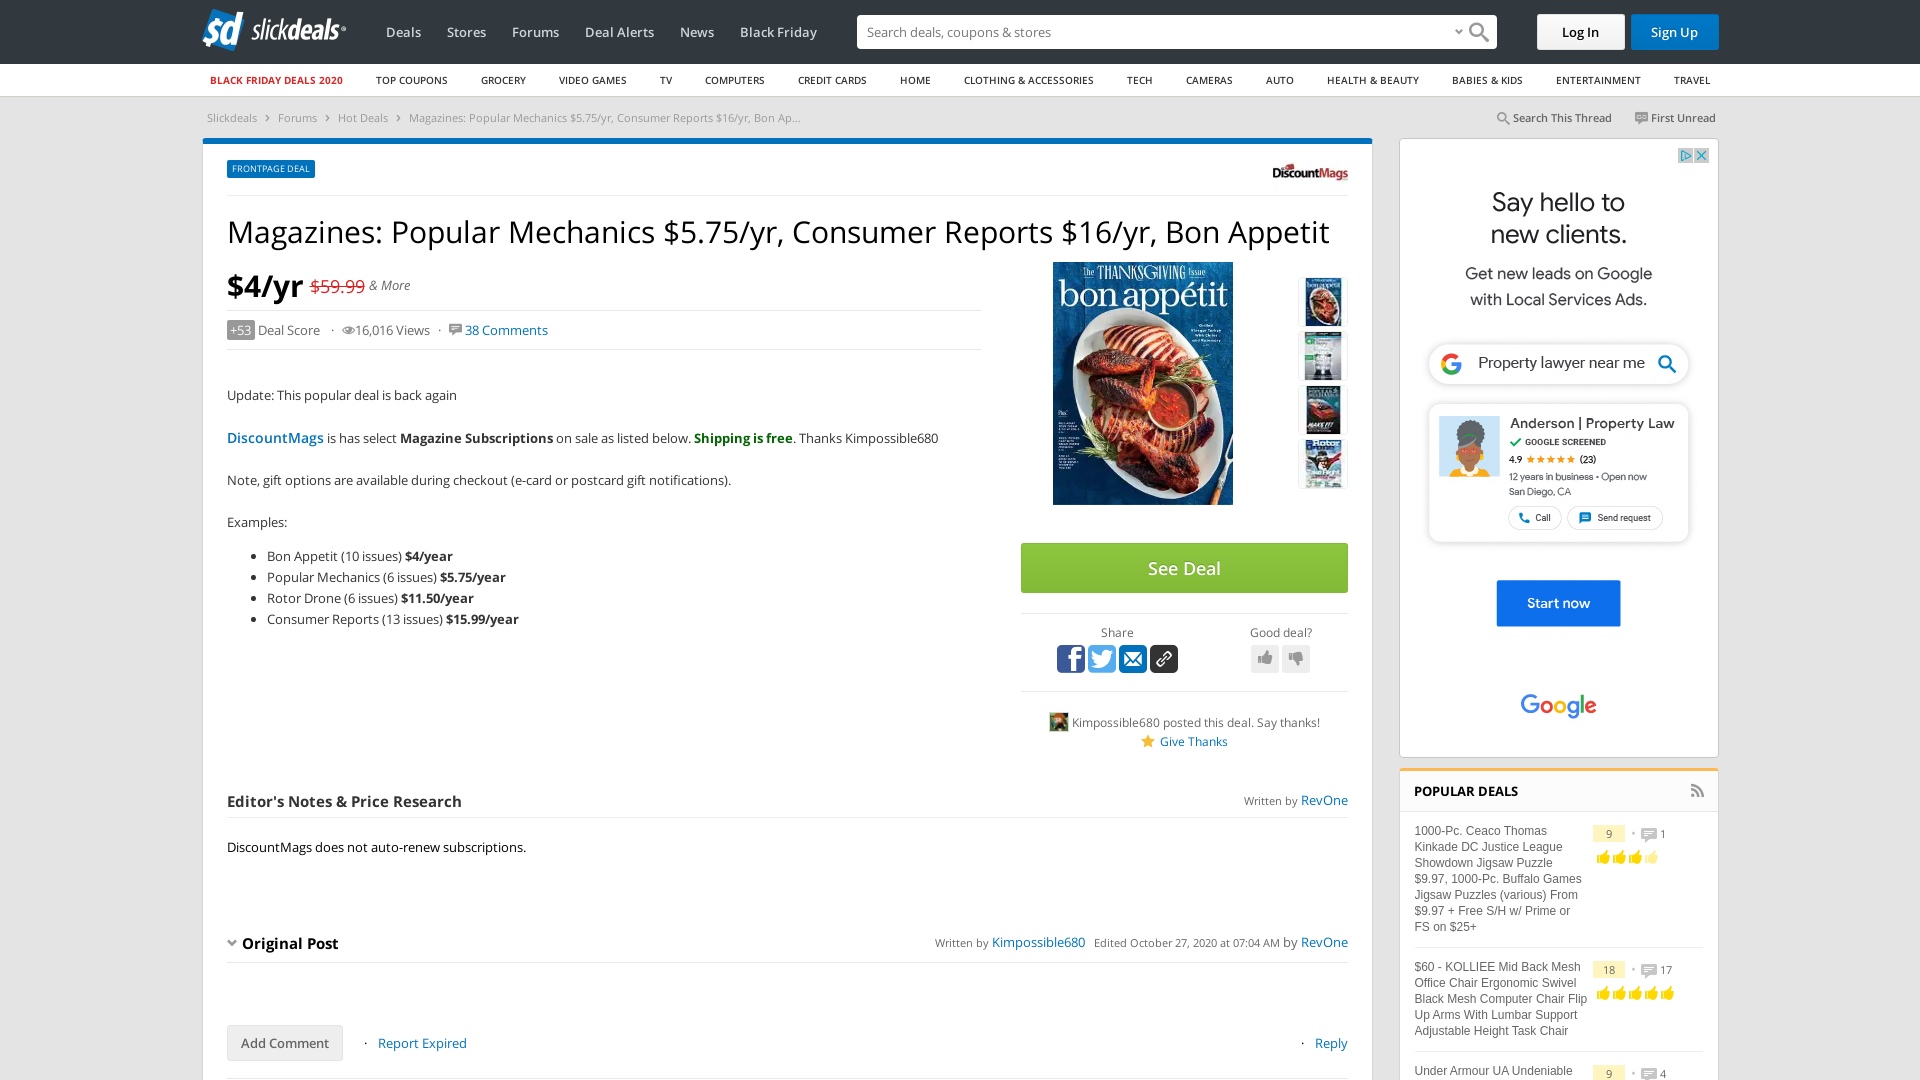 sd slickdeals
Deals
Stores
Forums
Deal Alerts
News
Black Friday
Search deals, coupons & stores
Log In
Sign Up
BLACK FRIDAY DEALS 2020
TOP COUPONS
GROCERY
VIDEO GAMES
TV
COMPUTERS
CREDIT CARDS
HOME
CLOTHING & ACCESSORIES
TECH
CAMERAS
AUTO
HEALTH & BEAUTY
BABIES & KIDS
ENTERTAINMENT
TRAVEL
Slickdeals › Forums › Hot Deals › Magazines: Popular Mechanics $5.75/yr, Consumer Reports $16/yr, Bon Ap...
Search This Thread
First Unread
FRONTPAGE DEAL
DiscountMags
Magazines: Popular Mechanics $5.75/yr, Consumer Reports $16/yr, Bon Appetit
$4/yr $59.99 & More
+53 Deal Score · 16,016 Views · 38 Comments
Update: This popular deal is back again
DiscountMags is has select Magazine Subscriptions on sale as listed below. Shipping is free. Thanks Kimpossible680
Note, gift options are available during checkout (e-card or postcard gift notifications).
Examples:
Bon Appetit (10 issues) $4/year
Popular Mechanics (6 issues) $5.75/year
Rotor Drone (6 issues) $11.50/year
Consumer Reports (13 issues) $15.99/year
The THANKSGIVING Issue
bon appétit
See Deal
Share
Good deal?
Kimpossible680 posted this deal. Say thanks!
Give Thanks
Editor's Notes & Price Research
Written by RevOne
DiscountMags does not auto-renew subscriptions.
Original Post
Written by Kimpossible680 Edited October 27, 2020 at 07:04 AM by RevOne
Add Comment
· Report Expired
· Reply
Say hello to
new clients.
Get new leads on Google
with Local Services Ads.
Property lawyer near me
Anderson | Property Law
GOOGLE SCREENED
4.9 ★★★★★ (23)
12 years in business • Open now
San Diego, CA
Call
Send request
Start now
Google
POPULAR DEALS
1000-Pc. Ceaco Thomas
Kinkade DC Justice League
Showdown Jigsaw Puzzle
$9.97, 1000-Pc. Buffalo Games
Jigsaw Puzzles (various) From
$9.97 + Free S/H w/ Prime or
FS on $25+
9 • 1
$60 - KOLLIEE Mid Back Mesh
Office Chair Ergonomic Swivel
Black Mesh Computer Chair Flip
Up Arms With Lumbar Support
Adjustable Height Task Chair
18 • 17
Under Armour UA Undeniable
9 • 4